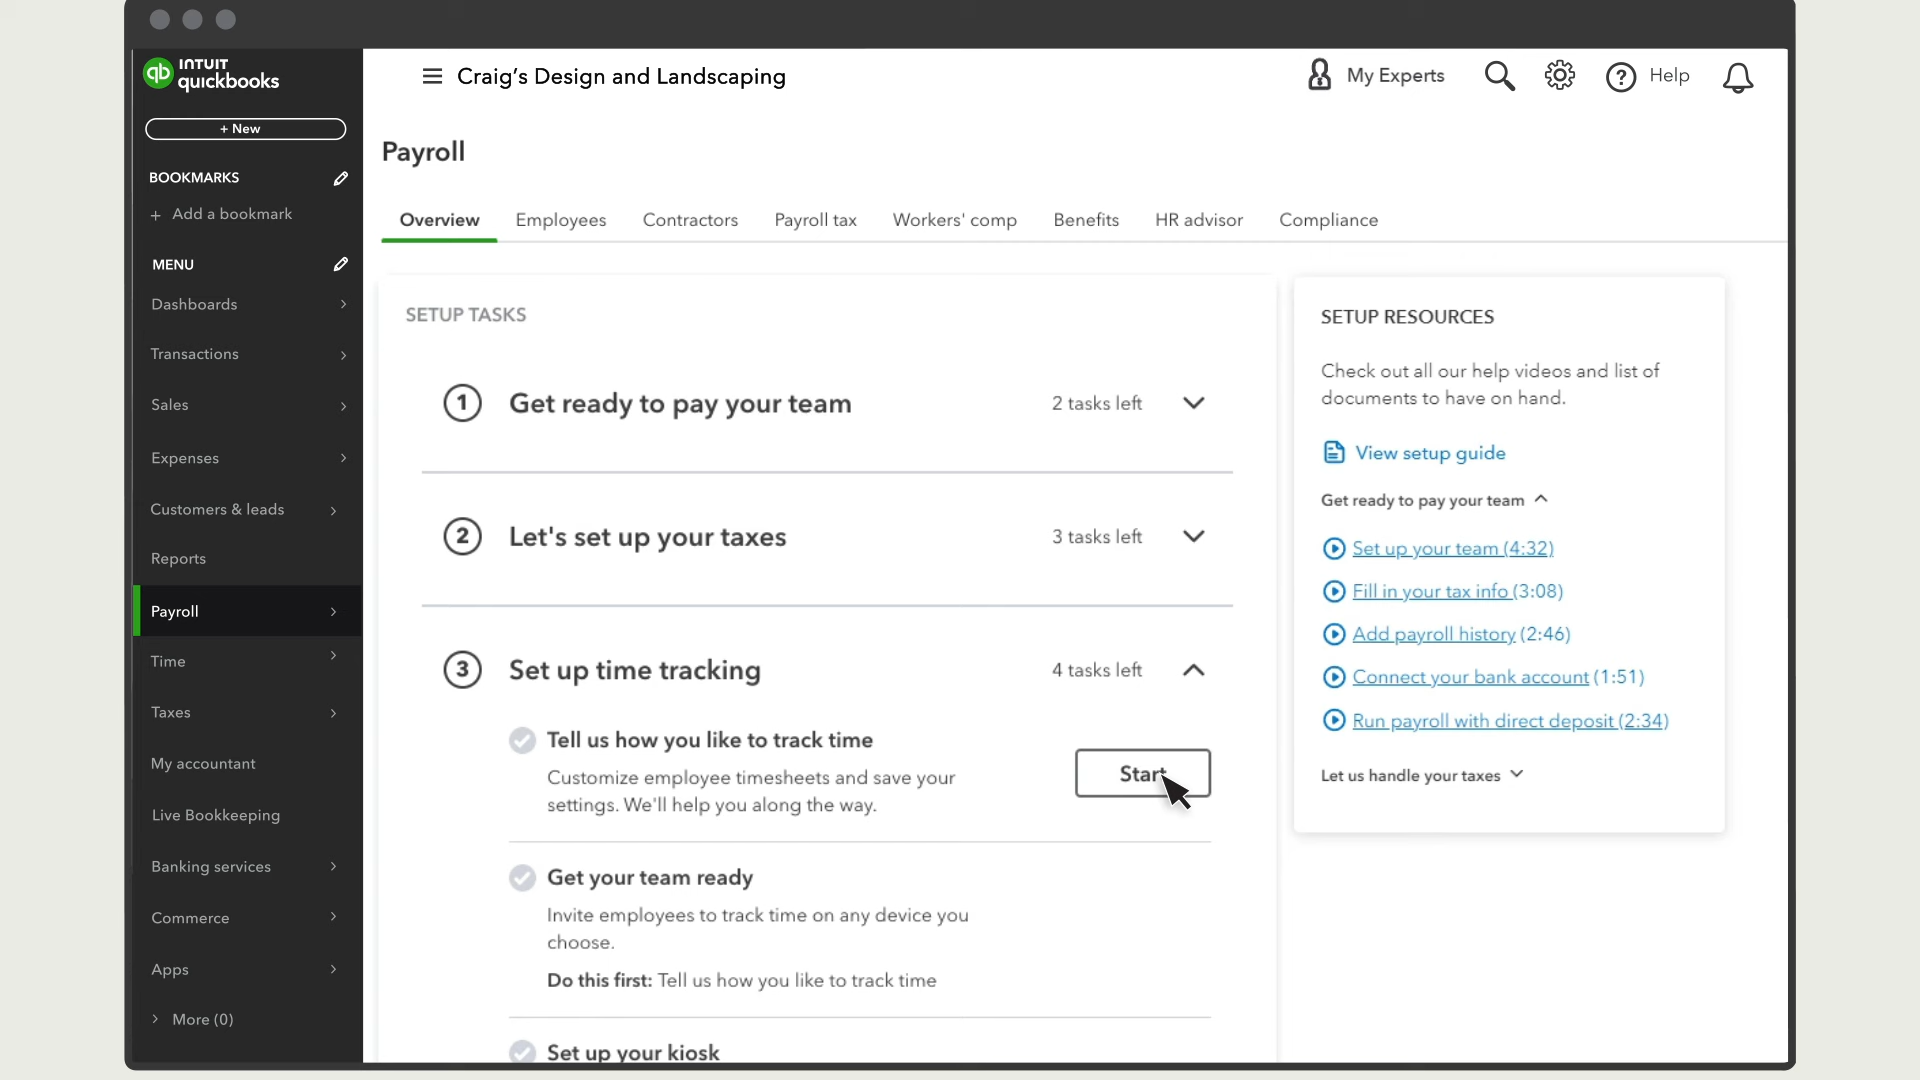 INTUIT
quickbooks
+ New
BOOKMARKS
+ Add a bookmark
MENU
Dashboards
Transactions
Sales
Expenses
Customers & leads
Reports
Payroll
Time
Taxes
My accountant
Live Bookkeeping
Banking services
Commerce
Apps
More (0)
Craig's Design and Landscaping
My Experts
Help
Payroll
Overview Employees Contractors Payroll tax Workers' comp Benefits HR advisor Compliance
SETUP TASKS
1 Get ready to pay your team 2 tasks left
2 Let's set up your taxes 3 tasks left
3 Set up time tracking 4 tasks left
Tell us how you like to track time
Customize employee timesheets and save your
settings. We'll help you along the way.
Start
Get your team ready
Invite employees to track time on any device you
choose.
Do this first: Tell us how you like to track time
Set up your kiosk
SETUP RESOURCES
Check out all our help videos and list of
documents to have on hand.
View setup guide
Get ready to pay your team
Set up your team (4:32)
Fill in your tax info (3:08)
Add payroll history (2:46)
Connect your bank account (1:51)
Run payroll with direct deposit (2:34)
Let us handle your taxes